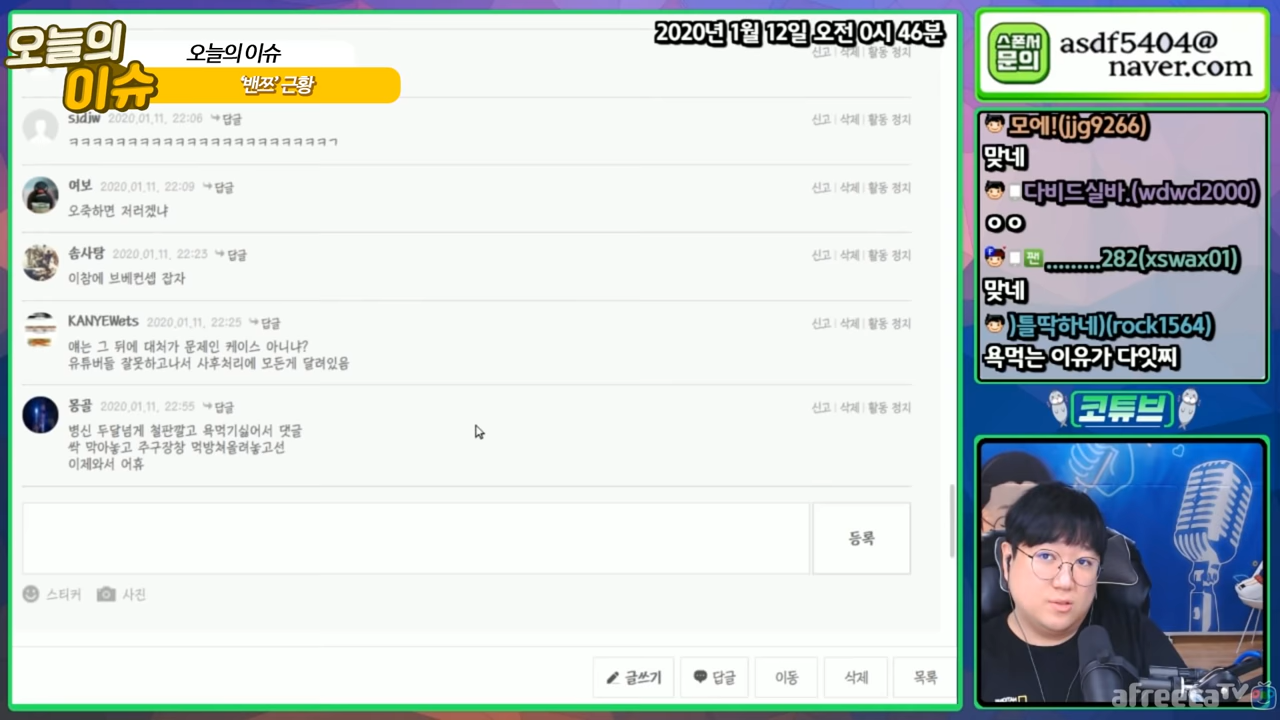 오늘의
이슈
오늘의 이슈
'밴쯔' 근황
2020년 1월 12일 오전 0시 46분
신고 | 삭제 | 활동 정지
sjdjw 2020.01.11. 22:06 답글
신고 | 삭제 | 활동 정지
여보 2020.01.11. 22:09 답글
신고 | 삭제 | 활동 정지
오죽하면 저러겠냐
솜사탕 2020.01.11. 22:23 답글
신고 | 삭제 | 활동 정지
이참에 브베컨셉 잡자
KANYEWets 2020.01.11. 22:25 답글
신고 | 삭제 | 활동 정지
얘는 그 뒤에 대처가 문제인 케이스 아니냐?
유튜버들 잘못하고나서 사후처리에 모든게 달려있음
몽골 2020.01.11. 22:55 답글
신고 | 삭제 | 활동 정지
병신 두달넘게 철판깔고 욕먹기싫어서 댓글
싹 막아놓고 주구장창 먹방쳐올려놓고선
이제와서 어휴
등록
스티커 사진
글쓰기 답글 이동 삭제 목록
스폰서
문의
asdf5404@
naver.com
모에!(jjg9266)
맞네
다비드실바.(wdwd2000)
ㅇㅇ
팬 .........282(xswax01)
맞네
)틀딱하네)(rock1564)
욕먹는 이유가 다잇찌
코튜브
afreecaTV